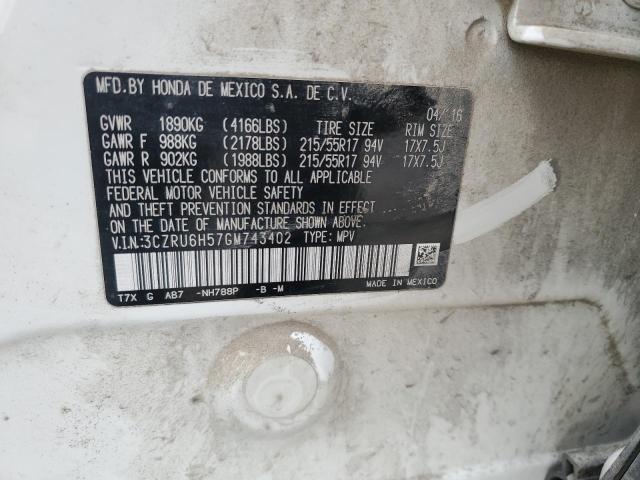 MFD.BY HONDA DE MEXICO S.A. DE C.V.
04/16
GVWR 1890KG (4166LBS) TIRE SIZE RIM SIZE
GAWR F 988KG (2178LBS) 215/55R17 94V 17X7.5J
GAWR R 902KG (1988LBS) 215/55R17 94V 17X7.5J
THIS VEHICLE CONFORMS TO ALL APPLICABLE
FEDERAL MOTOR VEHICLE SAFETY
AND THEFT PREVENTION STANDARDS IN EFFECT
ON THE DATE OF MANUFACTURE SHOWN ABOVE.
V.I.N:3CZRU6H57GM743402 TYPE: MPV
T7X G AB7 -NH788P -B -M
MADE IN MEXICO